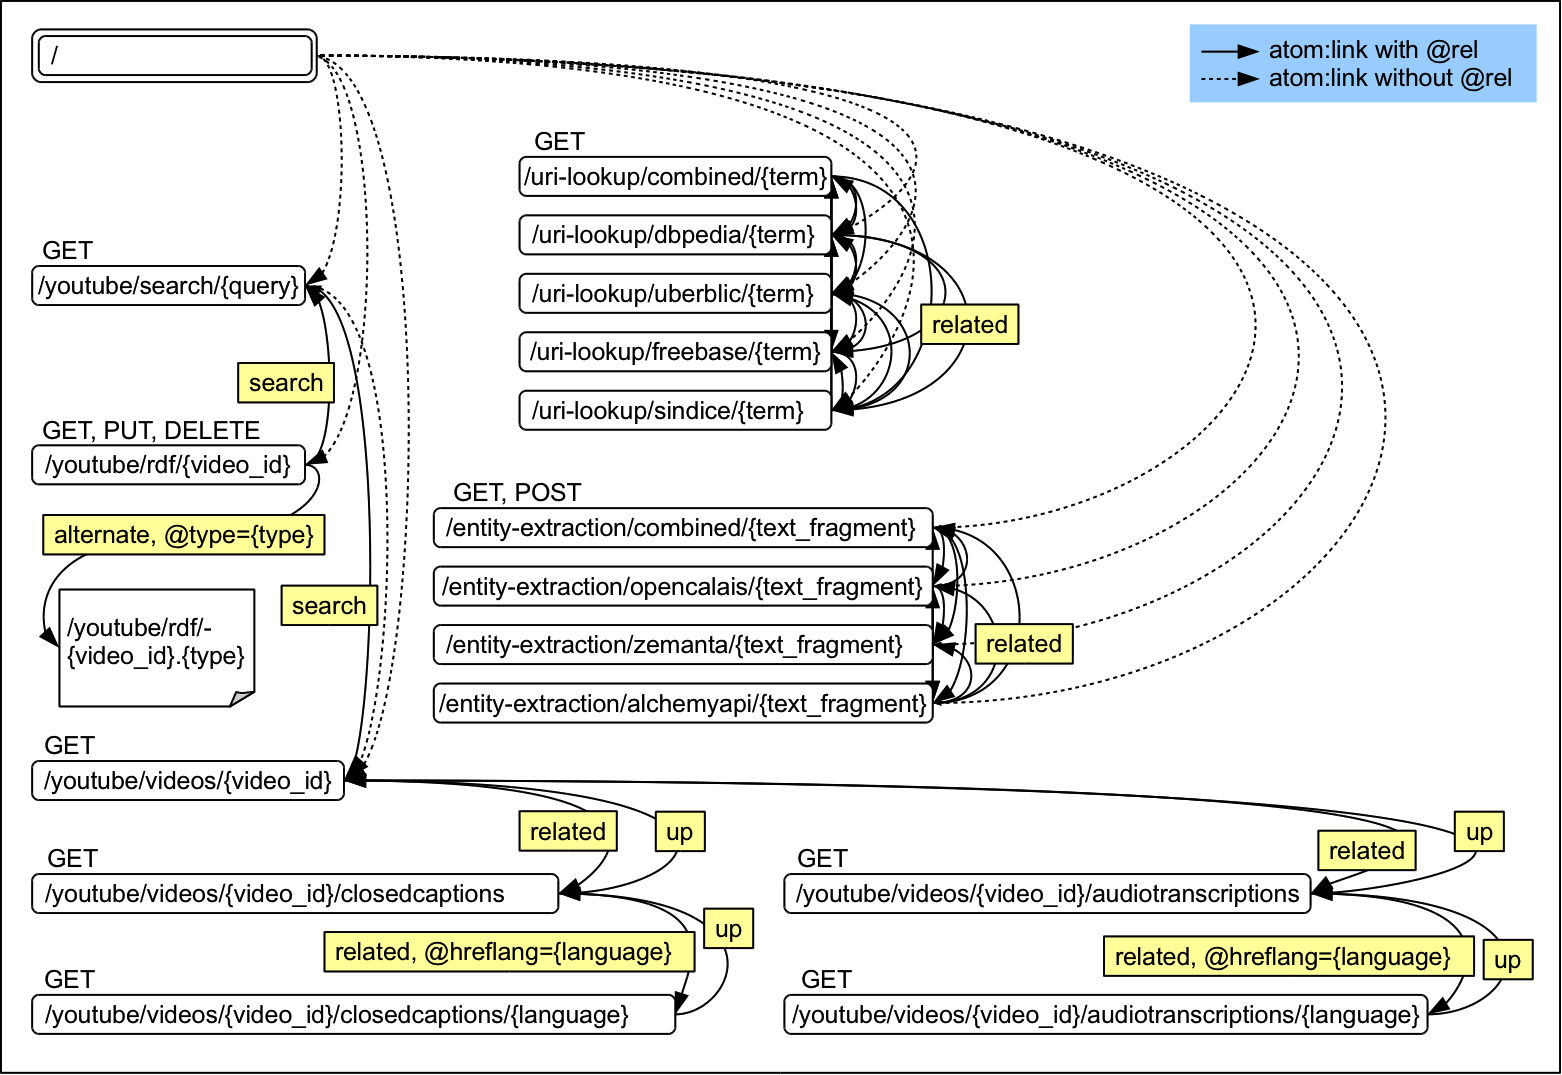 /
atom:link with @rel
atom:link without @rel
GET
/uri-lookup/combined/{term}
/uri-lookup/dbpedia/{term}
/uri-lookup/uberblic/{term}
/uri-lookup/freebase/{term}
/uri-lookup/sindice/{term}
related
GET
/youtube/search/{query}
search
GET, PUT, DELETE
/youtube/rdf/{video_id}
alternate, @type={type}
/youtube/rdf/-
{video_id}.{type}
search
GET, POST
/entity-extraction/combined/{text_fragment}
/entity-extraction/opencalais/{text_fragment}
/entity-extraction/zemanta/{text_fragment}
/entity-extraction/alchemyapi/{text_fragment}
related
GET
/youtube/videos/{video_id}
related
up
GET
/youtube/videos/{video_id}/closedcaptions
up
related, @hreflang={language}
GET
/youtube/videos/{video_id}/closedcaptions/{language}
up
related
GET
/youtube/videos/{video_id}/audiotranscriptions
related, @hreflang={language}
up
GET
/youtube/videos/{video_id}/audiotranscriptions/{language}